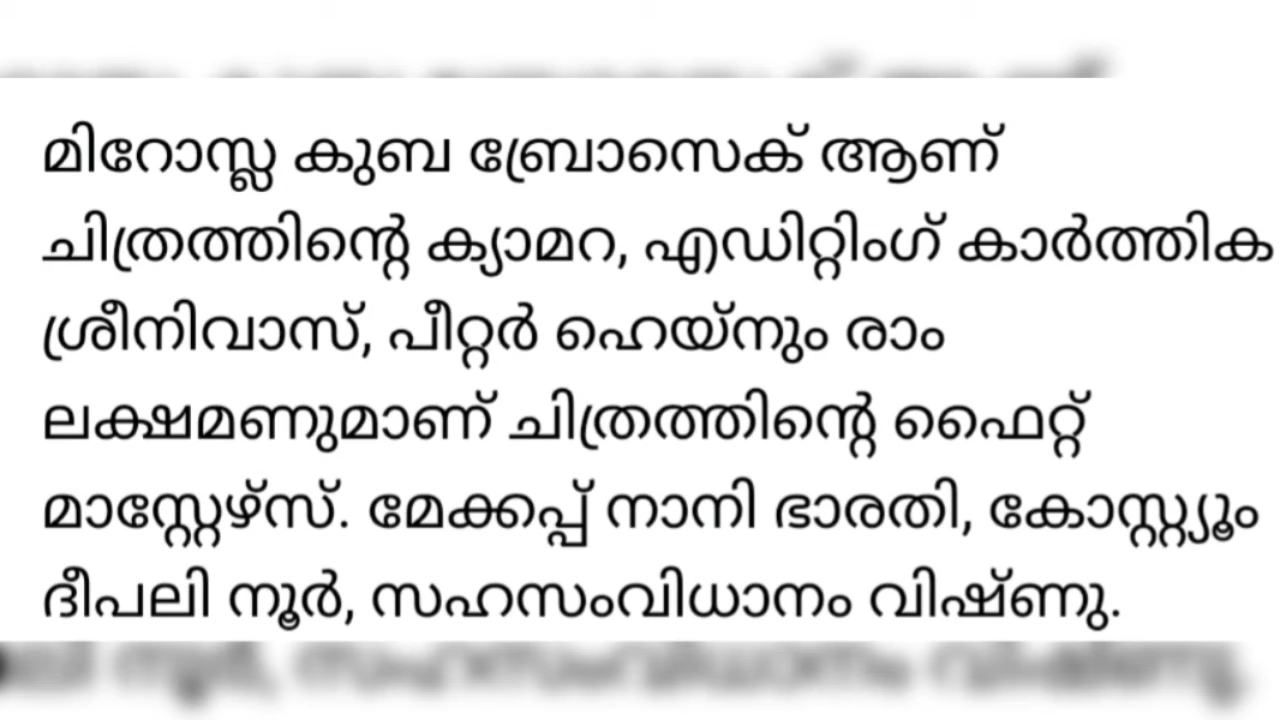 മിറോസ്ല കുബ ബ്രോസെക് ആണ്
ചിത്രത്തിന്റെ ക്യാമറ, എഡിറ്റിംഗ് കാർത്തിക
ശ്രീനിവാസ്, പീറ്റർ ഹെയ്നും രാം
ലക്ഷമണുമാണ് ചിത്രത്തിന്റെ ഫൈറ്റ്
മാസ്റ്റേഴ്സ്. മേക്കപ്പ് നാനി ഭാരതി, കോസ്റ്റ്യൂം
ദീപലി നൂർ, സഹസംവിധാനം വിഷ്ണു.